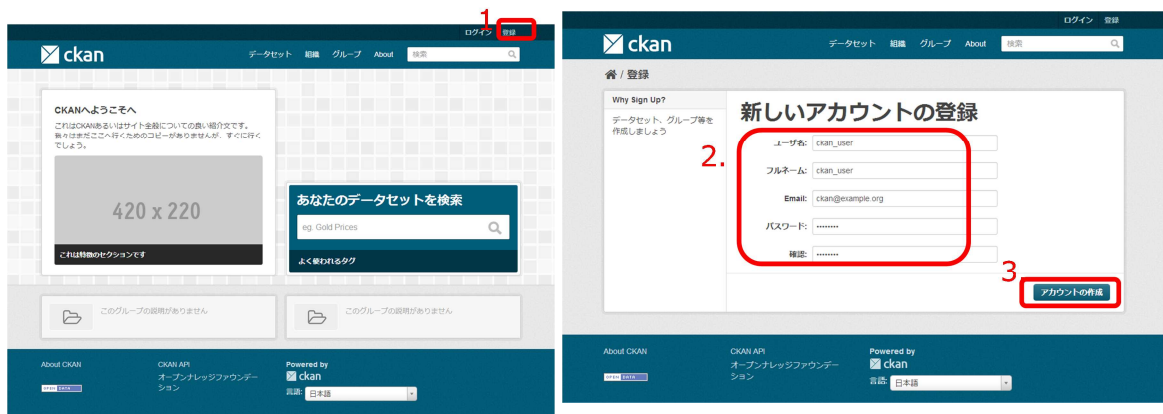 1
ログイン 登録
ckan
データセット 組織 グループ About 検索
CKANへようこそへ
これはCKANあるいはサイト全般についての良い紹介文です。
我々はまだここへ行くためのコピーがありませんが、すぐに行く
でしょう。
420 x 220
これは特徴のセクションです
あなたのデータセットを検索
eg. Gold Prices
よく使われるタグ
このグループの説明がありません
このグループの説明がありません
About CKAN
OPEN DATA
CKAN API
オープンナレッジファウンデー
ション
Powered by
ckan
言語: 日本語
ログイン 登録
ckan
データセット 組織 グループ About 検索
/ 登録
Why Sign Up?
データセット、グループ等を
作成しましょう
新しいアカウントの登録
2.
ユーザ名: ckan_user
フルネーム: ckan_user
Email: ckan@example.org
パスワード: ••••••••
確認: ••••••••
3.
アカウントの作成
About CKAN
OPEN DATA
CKAN API
オープンナレッジファウンデー
ション
Powered by
ckan
言語: 日本語